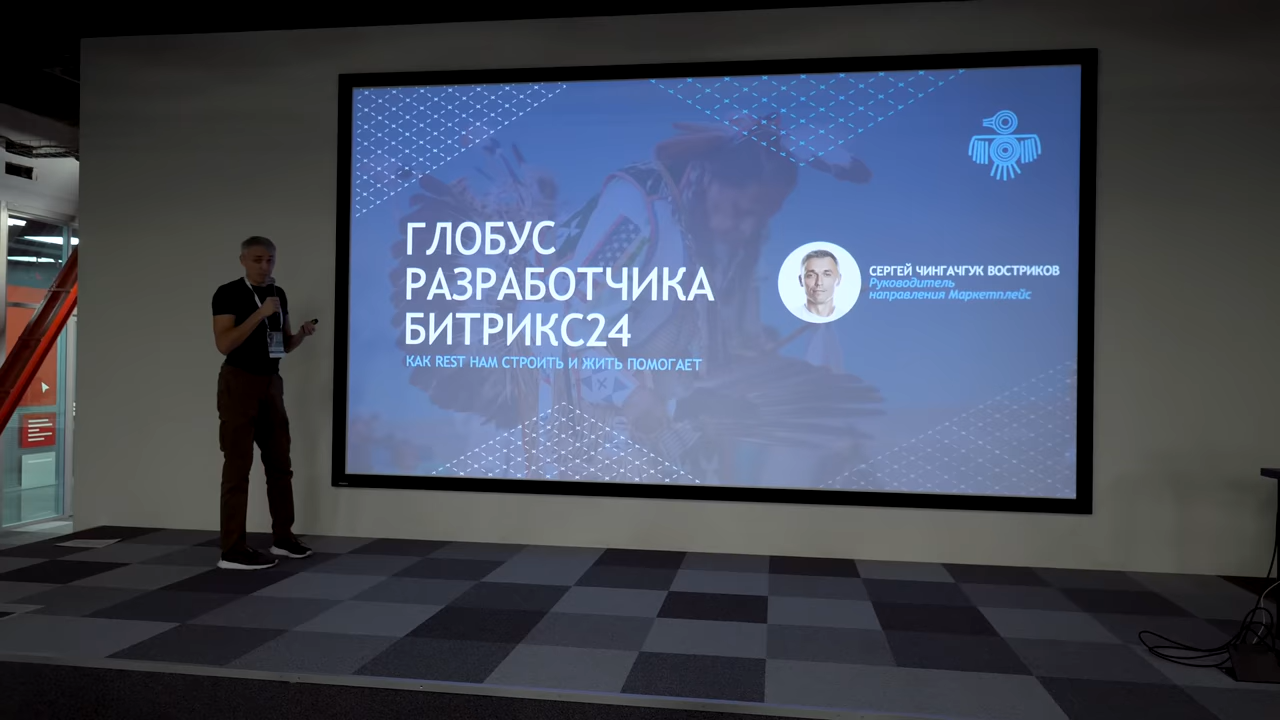 ГЛОБУС
РАЗРАБОТЧИКА
БИТРИКС24
КАК REST НАМ СТРОИТЬ И ЖИТЬ ПОМОГАЕТ
СЕРГЕЙ ЧИНГАЧГУК ВОСТРИКОВ
Руководитель
направления Маркетплейс